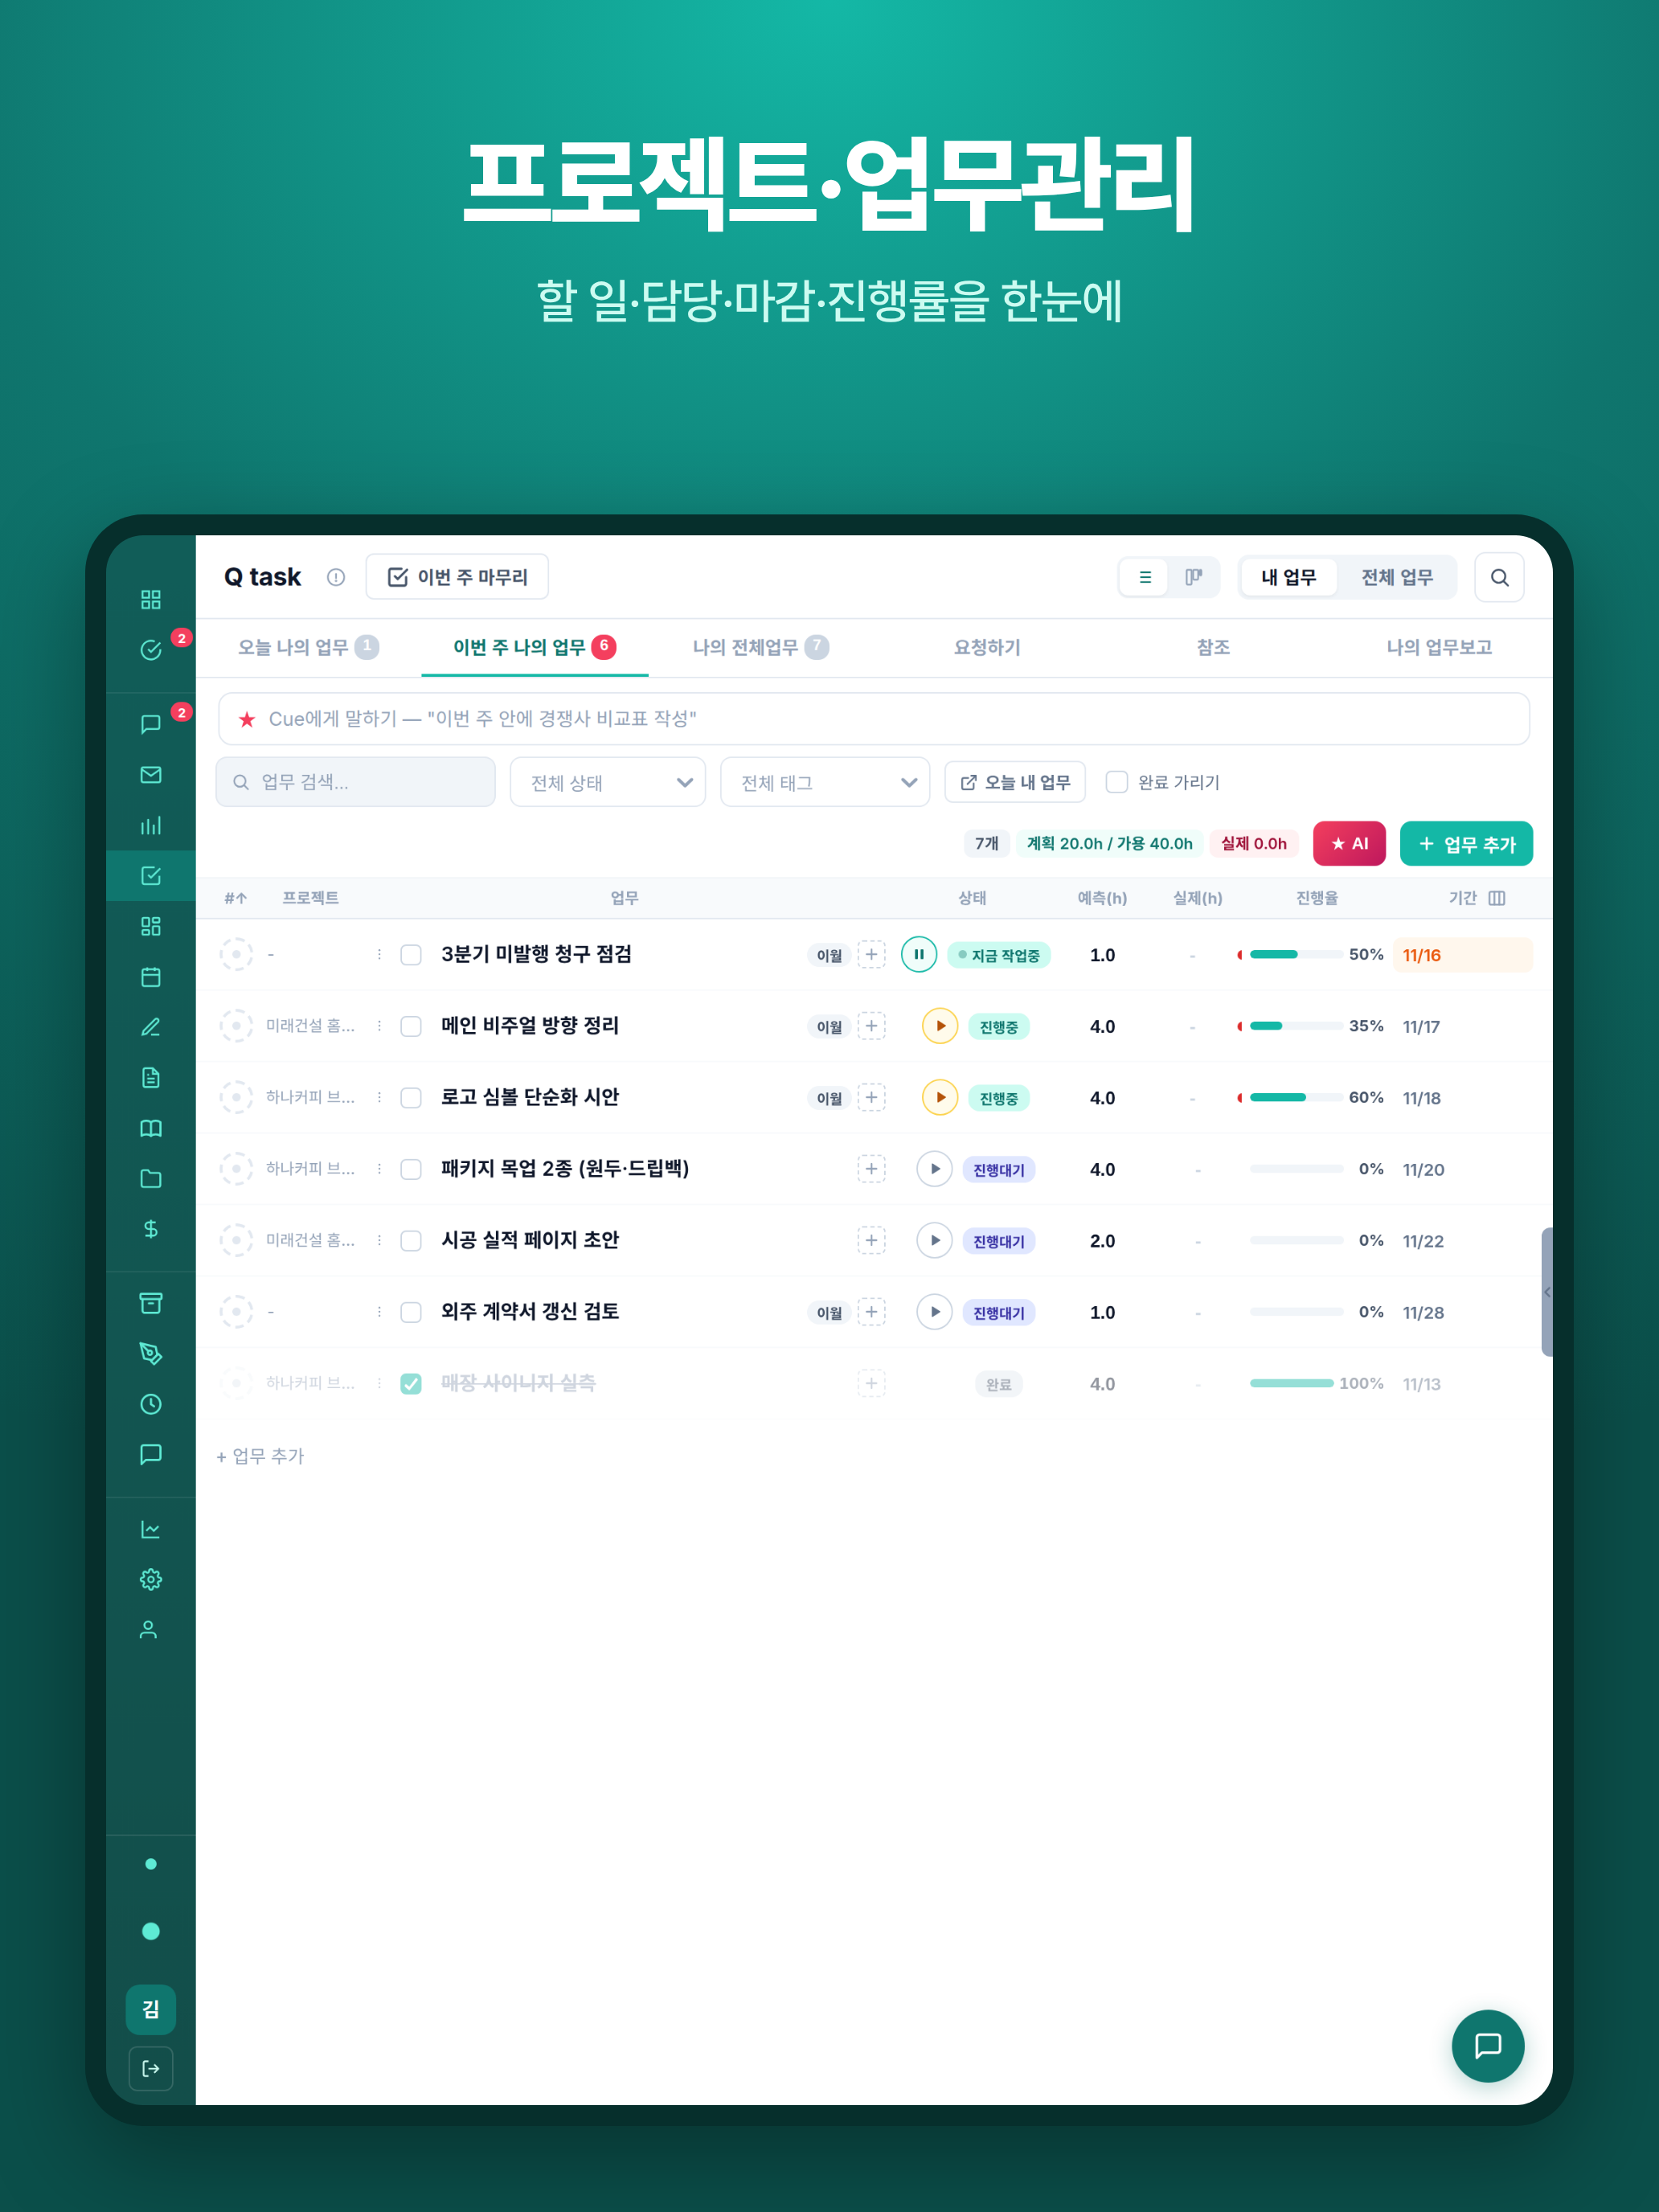 프로젝트·업무관리
할 일·담당·마감·진행률을 한눈에
Q task 이번 주 마무리 내 업무 전체 업무
2
오늘 나의 업무 1 이번 주 나의 업무 6 나의 전체업무 7 요청하기 참조 나의 업무보고
2
Cue에게 말하기 — "이번 주 안에 경쟁사 비교표 작성"
업무 검색... 전체 상태 전체 태그 오늘 내 업무 완료 가리기
7개 계획 20.0h / 가용 40.0h 실제 0.0h ★ AI + 업무 추가
#↑ 프로젝트 업무 상태 예측(h) 실제(h) 진행율 기간
- 3분기 미발행 청구 점검 이월 + 지금 작업중 1.0 - 50% 11/16
미래건설 홈... 메인 비주얼 방향 정리 이월 + 진행중 4.0 - 35% 11/17
하나커피 브... 로고 심볼 단순화 시안 이월 + 진행중 4.0 - 60% 11/18
하나커피 브... 패키지 목업 2종 (원두·드립백) + 진행대기 4.0 - 0% 11/20
미래건설 홈... 시공 실적 페이지 초안 + 진행대기 2.0 - 0% 11/22
- 외주 계약서 갱신 검토 이월 + 진행대기 1.0 - 0% 11/28
하나커피 브... 매장 사이니지 실측 + 완료 4.0 - 100% 11/13
+ 업무 추가
김